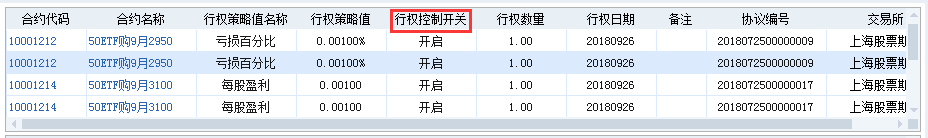 合约代码 合约名称 行权策略值名称 行权策略值 行权控制开关 行权数量 行权日期 备注 协议编号 交易所
10001212 50ETF购9月2950 亏损百分比 0.00100% 开启 1.00 20180926 2018072500000009 上海股票期
10001212 50ETF购9月2950 亏损百分比 0.00100% 开启 1.00 20180926 2018072500000009 上海股票期
10001214 50ETF购9月3100 每股盈利 0.00100 开启 1.00 20180926 2018072500000017 上海股票期
10001214 50ETF购9月3100 每股盈利 0.00100 开启 1.00 20180926 2018072500000017 上海股票期